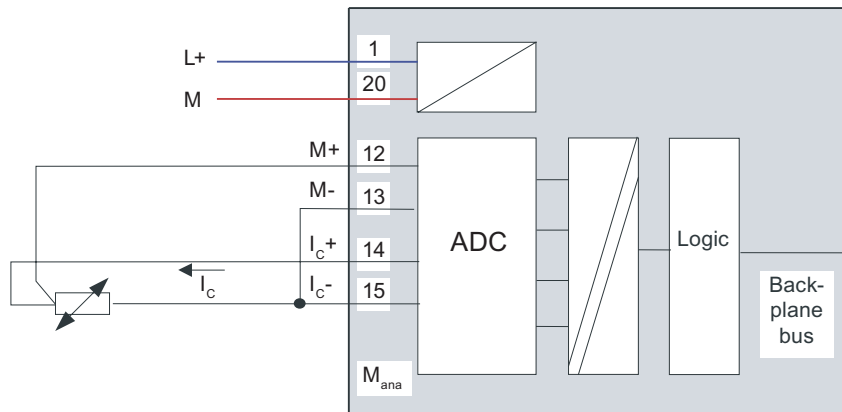 L+
1
M
20
M+
12
M-
13
IC+
14
IC
IC-
15
Mana
ADC
Logic
Back-
plane
bus